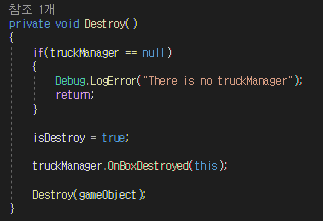 참조 1개
private void Destroy()
{
if(truckManager == null)
{
Debug.LogError("There is no truckManager");
return;
}
isDestroy = true;
truckManager.OnBoxDestroyed(this);
Destroy(gameObject);
}